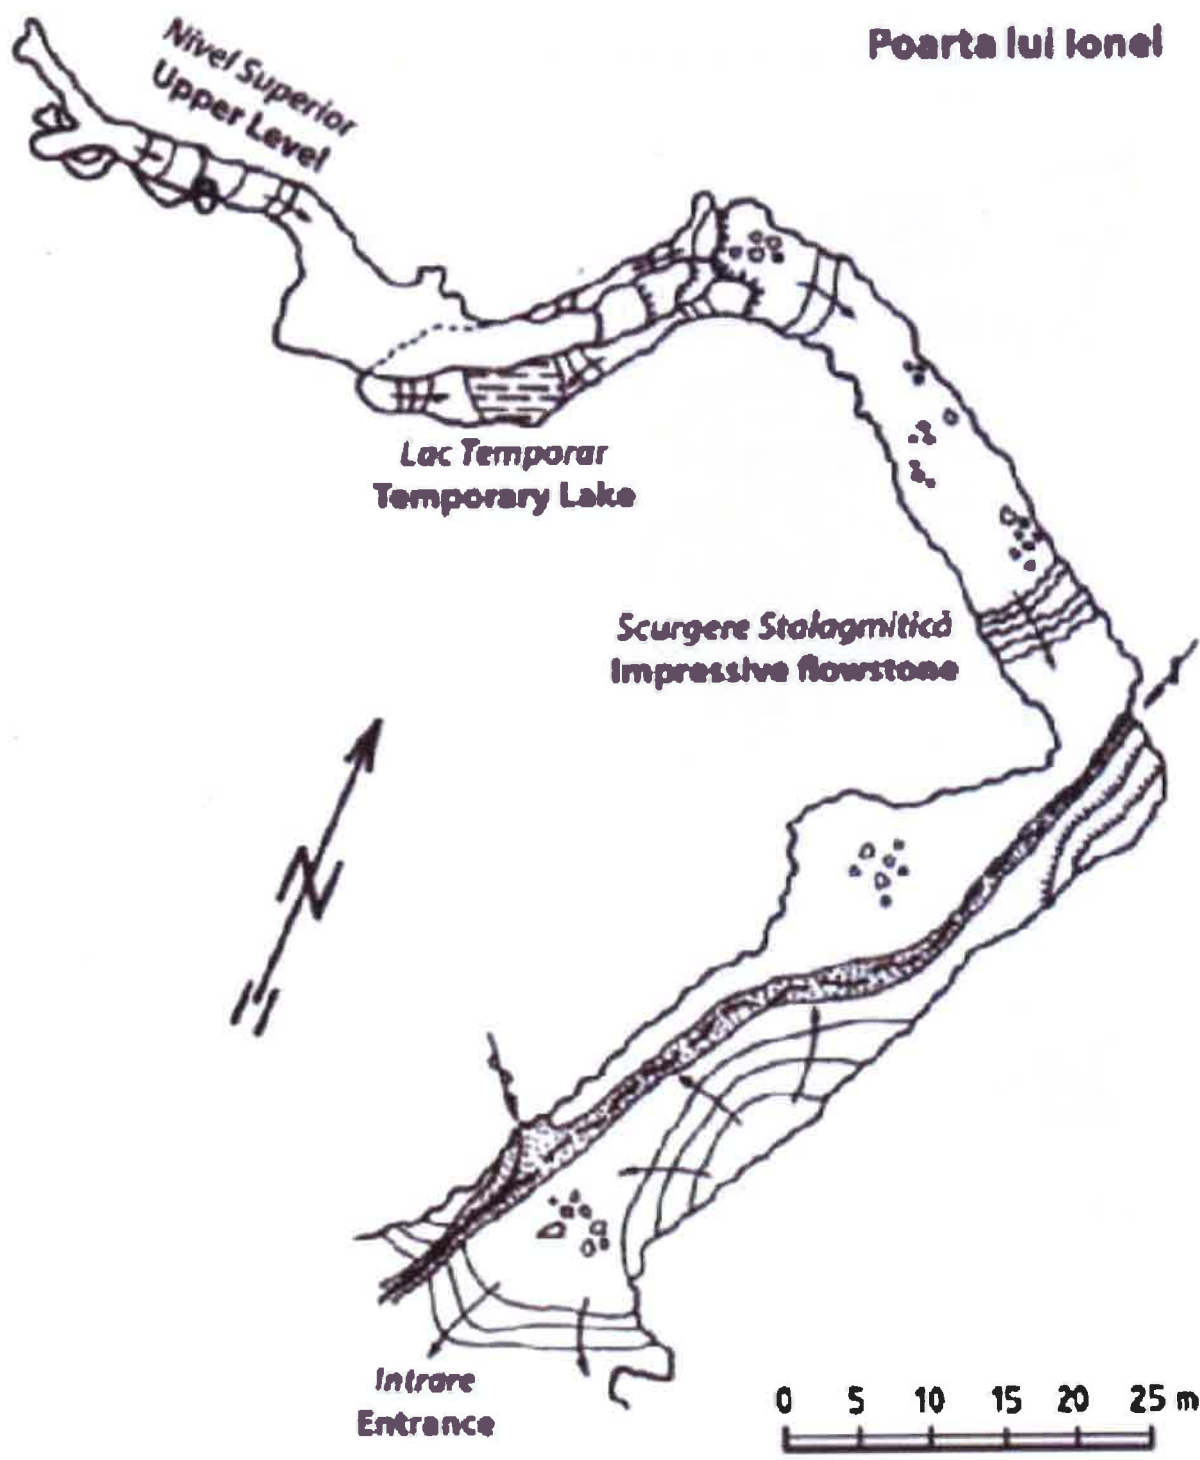 Poarta lui Ionel
Nivel Superior
Upper Level
Lac Temporar
Temporary Lake
Scurgere Stalagmitică
Impressive flowstone
N
Intrare
Entrance
0 5 10 15 20 25 m